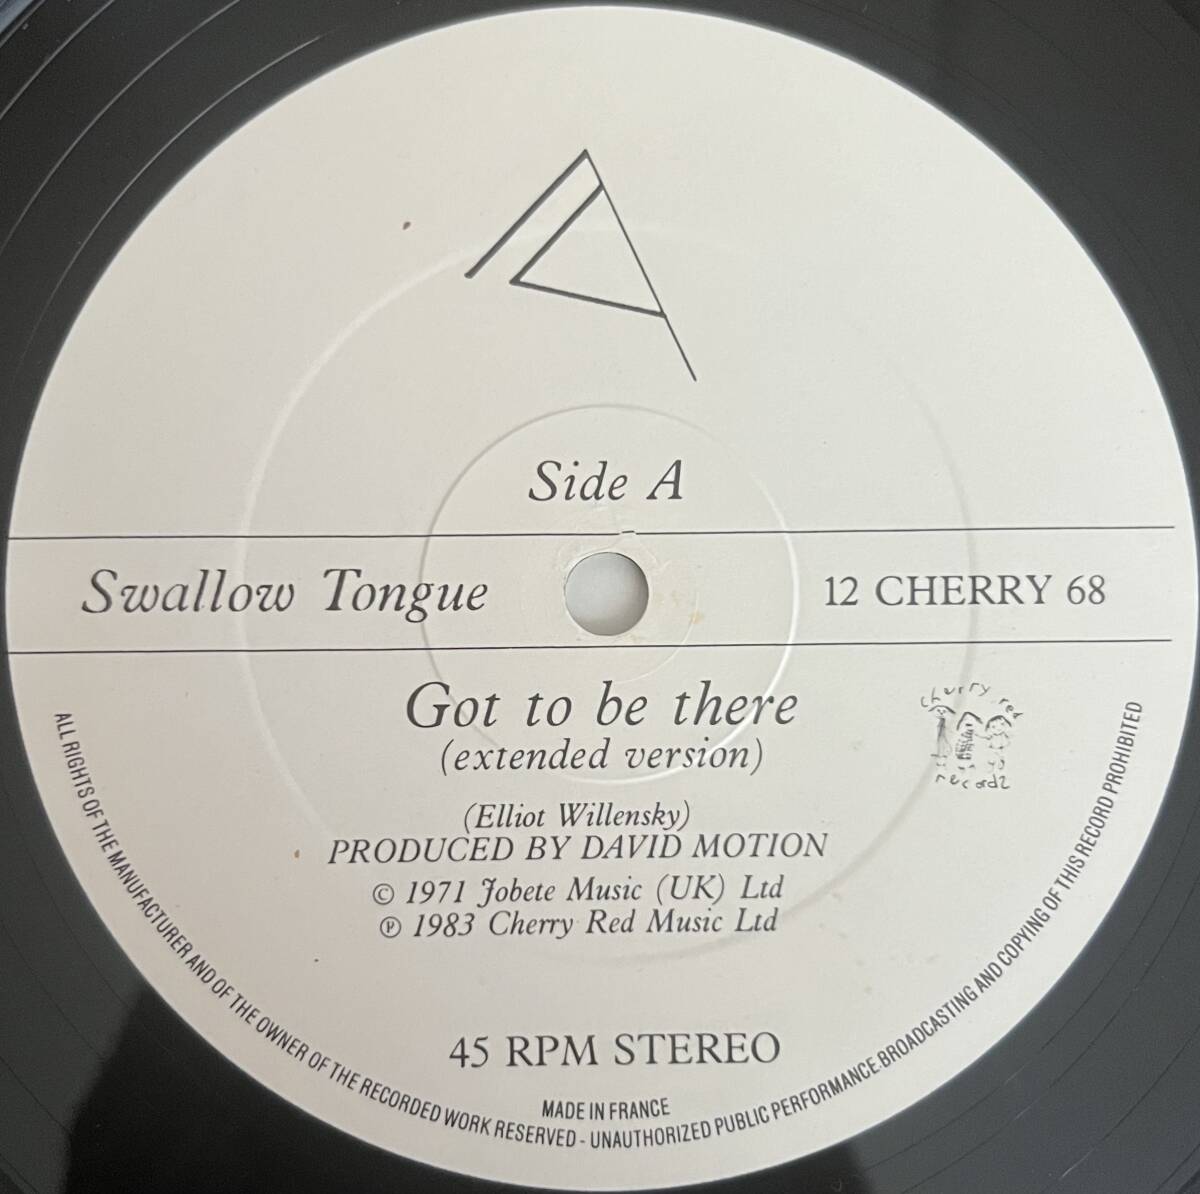 Side A
Swallow Tongue
12 CHERRY 68
Got to be there
(extended version)
cherry red
records
(Elliot Willensky)
PRODUCED BY DAVID MOTION
© 1971 Jobete Music (UK) Ltd
℗ 1983 Cherry Red Music Ltd
45 RPM STEREO
MADE IN FRANCE
ALL RIGHTS OF THE MANUFACTURER AND OF THE OWNER OF THE RECORDED WORK RESERVED - UNAUTHORIZED PUBLIC PERFORMANCE.BROADCASTING AND COPYING OF THIS RECORD PROHIBITED